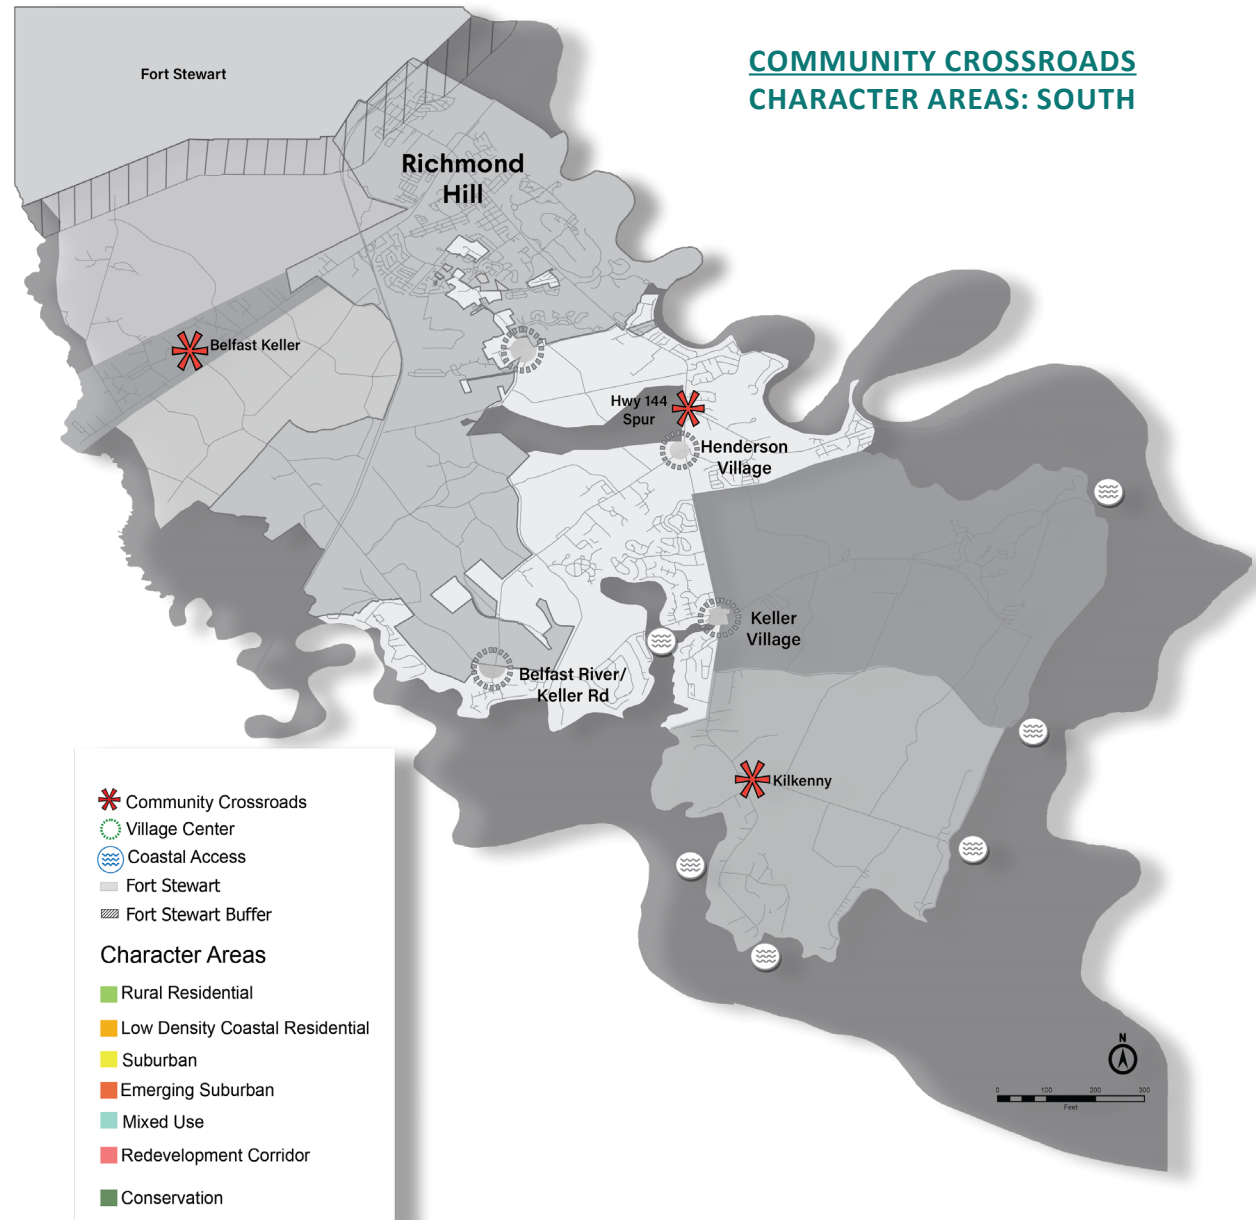 COMMUNITY CROSSROADS
CHARACTER AREAS: SOUTH
Fort Stewart
Richmond
Hill
Belfast Keller
Hwy 144
Spur
Henderson
Village
Keller
Village
Belfast River/
Keller Rd
Kilkenny
Community Crossroads
Village Center
Coastal Access
Fort Stewart
Fort Stewart Buffer
Character Areas
Rural Residential
Low Density Coastal Residential
Suburban
Emerging Suburban
Mixed Use
Redevelopment Corridor
Conservation
N
0 100 200 300
Feet